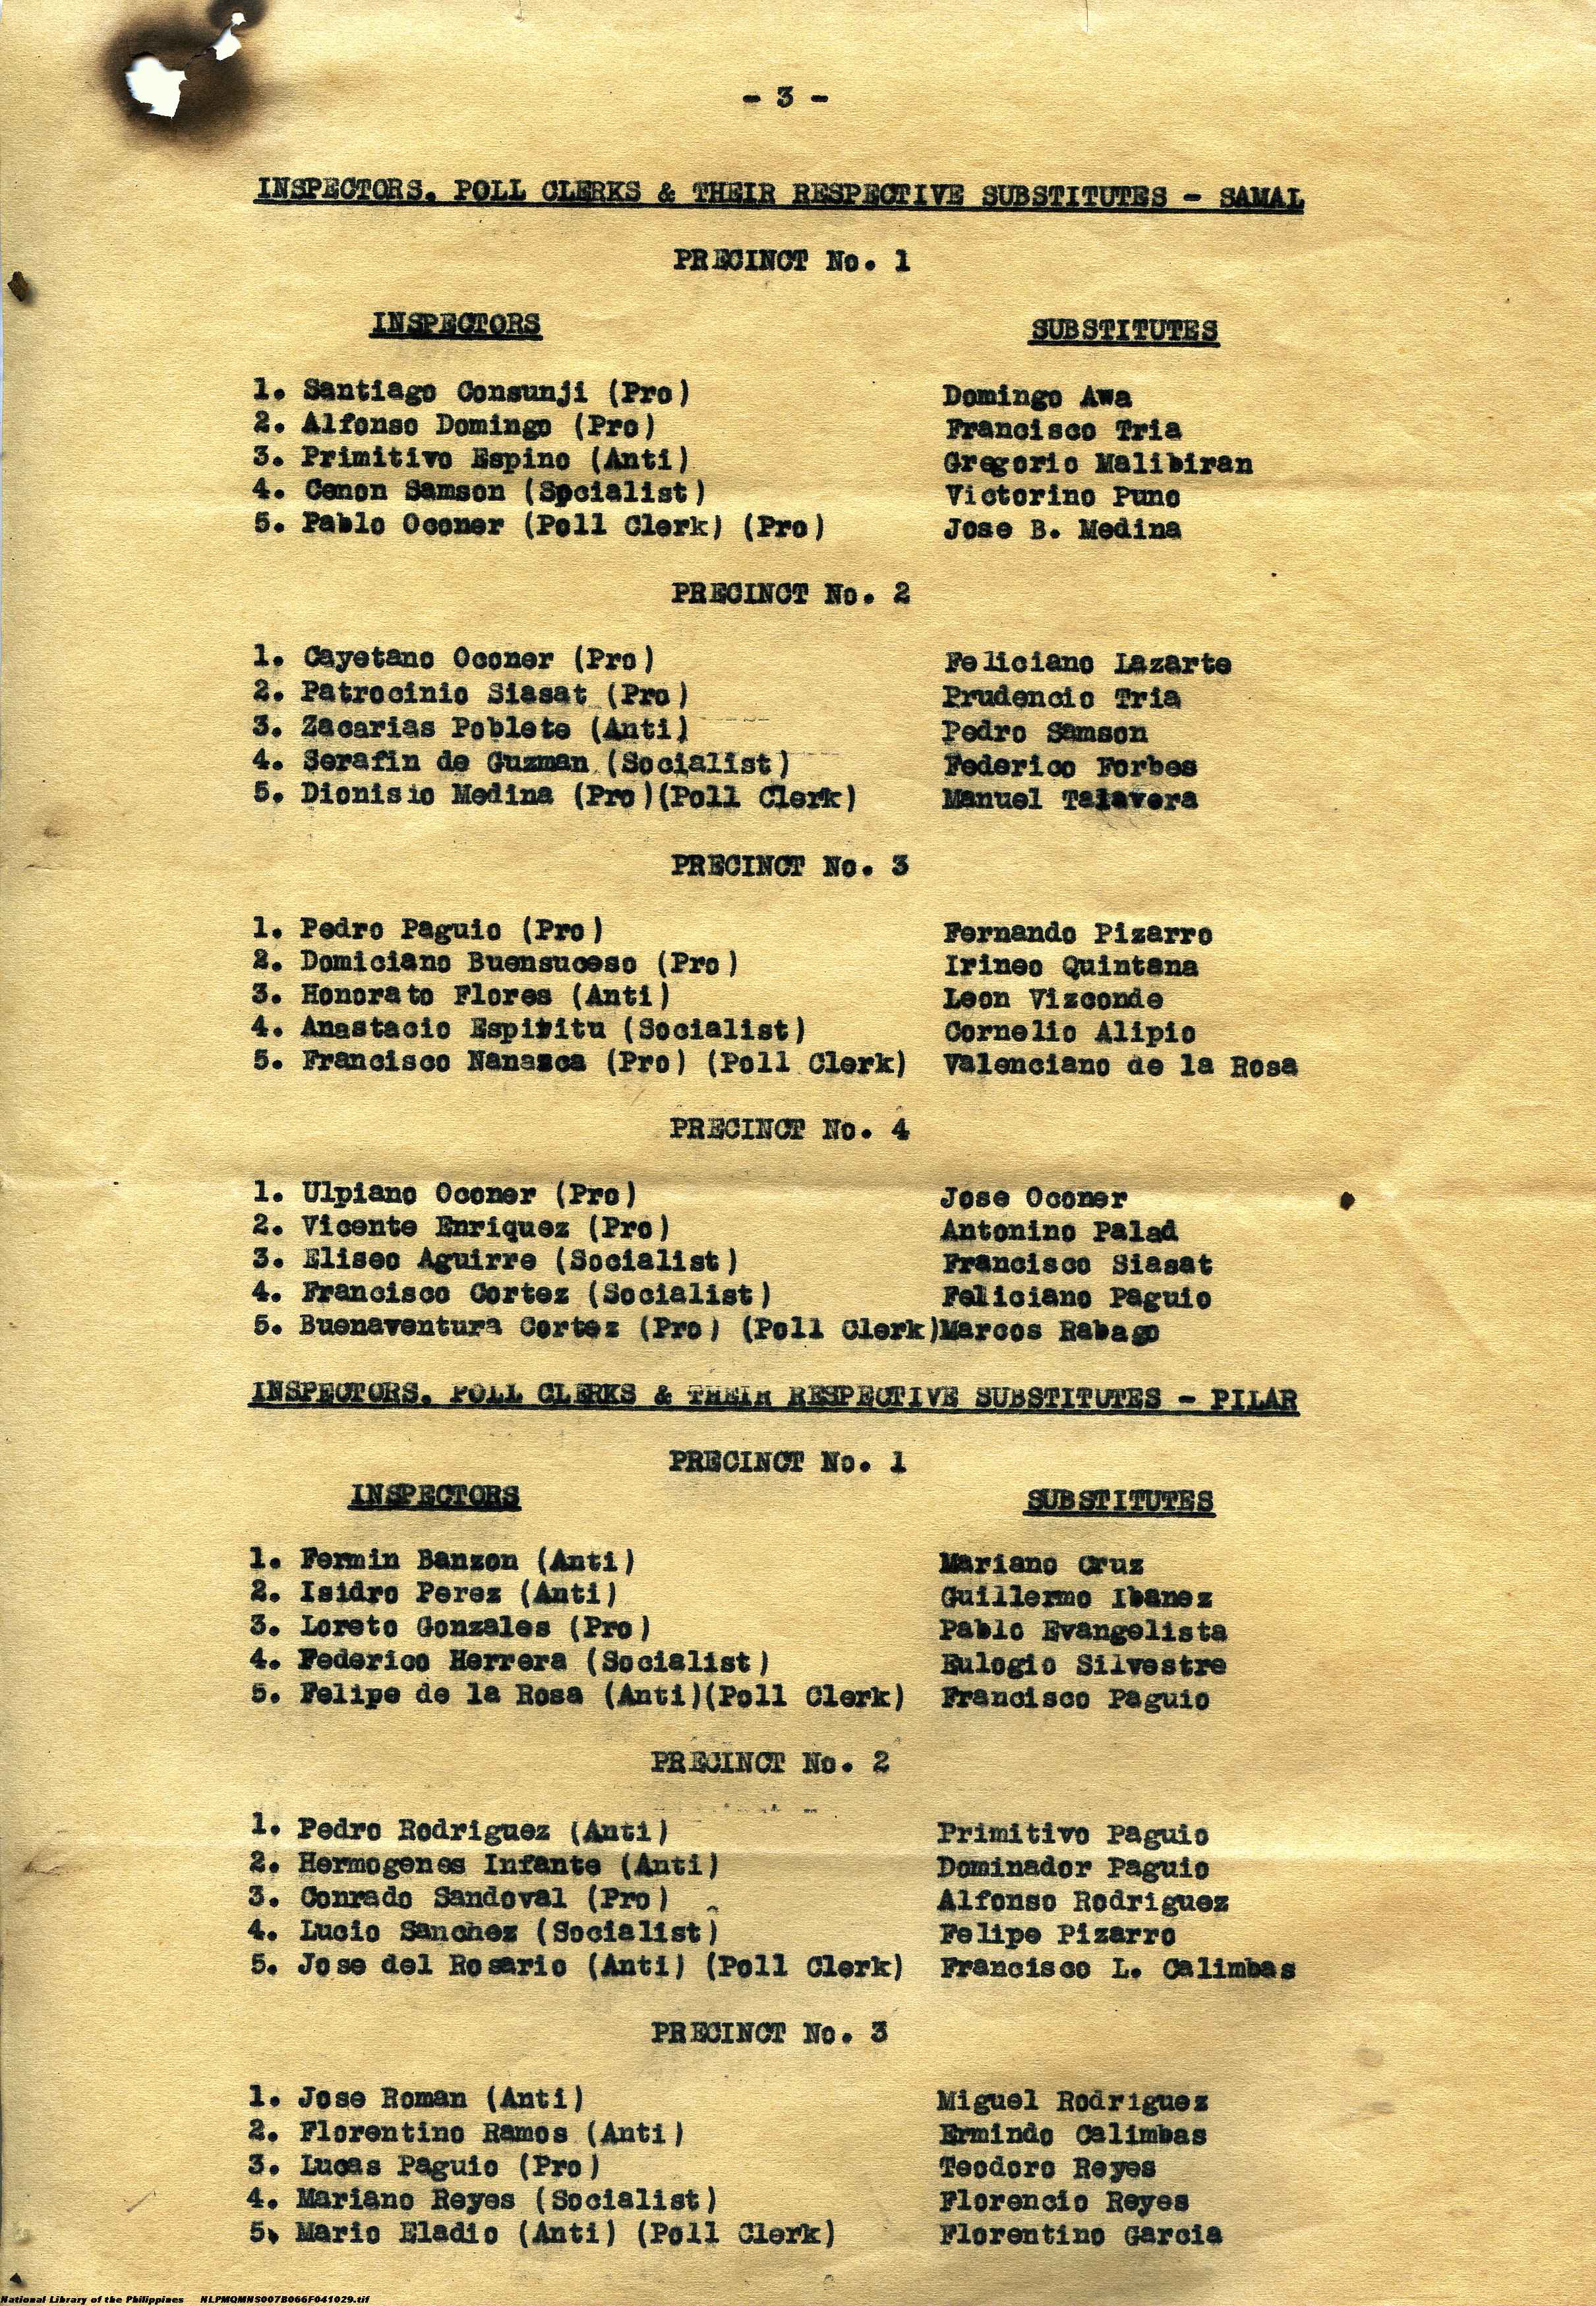 - 3 -
INSPECTORS. POLL CLERKS & THEIR RESPECTIVE SUBSTITUTES - SAMAL
PRECINCT No. 1
INSPECTORS SUBSTITUTES
1. Santiago Consunji (Pro) Domingo Awa
2. Alfonso Domingo (Pro) Francisco Tria
3. Primitivo Espino (Anti) Gregorio Malibiran
4. Cenon Samson (Socialist) Victorino Puno
5. Pablo Oconer (Poll Clerk) (Pro) Jose B. Medina
PRECINCT No. 2
1. Cayetano Oconer (Pro) Feliciano Lazarte
2. Patrocinio Siasat (Pro) Prudencio Tria
3. Zacarias Poblete (Anti) Pedro Samson
4. Serafin de Guzman (Socialist) Federico Forbes
5. Dionisio Medina (Pro)(Poll Clerk) Manuel Talavera
PRECINCT No. 3
1. Pedro Paguio (Pro) Fernando Pizarro
2. Domiciano Buensuceso (Pro) Irineo Quintana
3. Honorato Flores (Anti) Leon Vizconde
4. Anastacio Espiritu (Socialist) Cornelio Alipio
5. Francisco Nanasca (Pro) (Poll Clerk) Valenciano de la Rosa
PRECINCT No. 4
1. Ulpiano Oconer (Pro) Jose Oconer
2. Vicente Enriquez (Pro) Antonino Palad
3. Eliseo Aguirre (Socialist) Francisco Siasat
4. Francisco Cortez (Socialist) Feliciano Paguio
5. Buenaventura Cortez (Pro) (Poll Clerk)Marcos Rabago
INSPECTORS. POLL CLERKS & THEIR RESPECTIVE SUBSTITUTES - PILAR
PRECINCT No. 1
INSPECTORS SUBSTITUTES
1. Fermin Banzon (Anti) Mariano Cruz
2. Isidro Perez (Anti) Guillermo Ibanez
3. Loreto Gonzales (Pro) Pablo Evangelista
4. Federico Herrera (Socialist) Eulogio Silvestre
5. Felipe de la Rosa (Anti)(Poll Clerk) Francisco Paguio
PRECINCT No. 2
1. Pedro Rodriguez (Anti) Primitivo Paguio
2. Hermogenes Infante (Anti) Dominador Paguio
3. Conrado Sandoval (Pro) Alfonso Rodriguez
4. Lucio Sanchez (Socialist) Felipe Pizarro
5. Jose del Rosario (Anti) (Poll Clerk) Francisco L. Calimbas
PRECINCT No. 3
1. Jose Roman (Anti) Miguel Rodriguez
2. Florentino Ramos (Anti) Ermindo Calimbas
3. Lucas Paguio (Pro) Teodoro Reyes
4. Mariano Reyes (Socialist) Florencio Reyes
5. Mario Eladio (Anti) (Poll Clerk) Florentino Garcia
National Library of the Philippines NLPMQMNS007B066F041029.tif